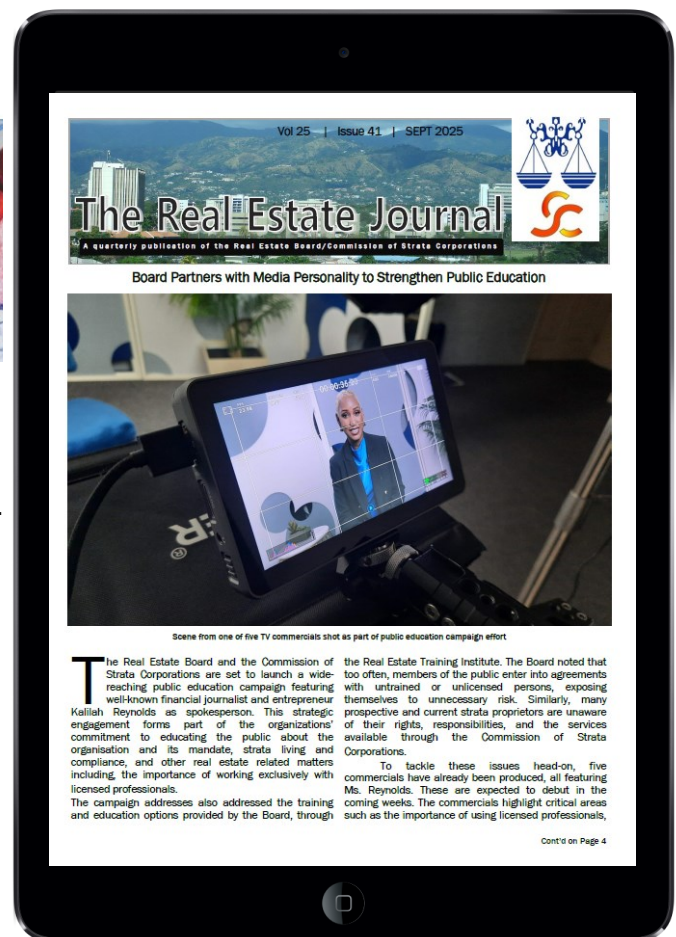 Vol 25 | Issue 41 | SEPT 2025
The Real Estate Journal
A quarterly publication of the Real Estate Board/Commission of Strata Corporations
Board Partners with Media Personality to Strengthen Public Education
00:00:36
R®
Scene from one of five TV commercials shot as part of public education campaign effort
The Real Estate Board and the Commission of
Strata Corporations are set to launch a wide-
reaching public education campaign featuring
well-known financial journalist and entrepreneur
Kalilah Reynolds as spokesperson. This strategic
engagement forms part of the organizations'
commitment to educating the public about the
organisation and its mandate, strata living and
compliance, and other real estate related matters
including, the importance of working exclusively with
licensed professionals.
The campaign addresses also addressed the training
and education options provided by the Board, through
the Real Estate Training Institute. The Board noted that
too often, members of the public enter into agreements
with untrained or unlicensed persons, exposing
themselves to unnecessary risk. Similarly, many
prospective and current strata proprietors are unaware
of their rights, responsibilities, and the services
available through the Commission of Strata
Corporations.
To tackle these issues head-on, five
commercials have already been produced, all featuring
Ms. Reynolds. These are expected to debut in the
coming weeks. The commercials highlight critical areas
such as the importance of using licensed professionals,
Cont'd on Page 4